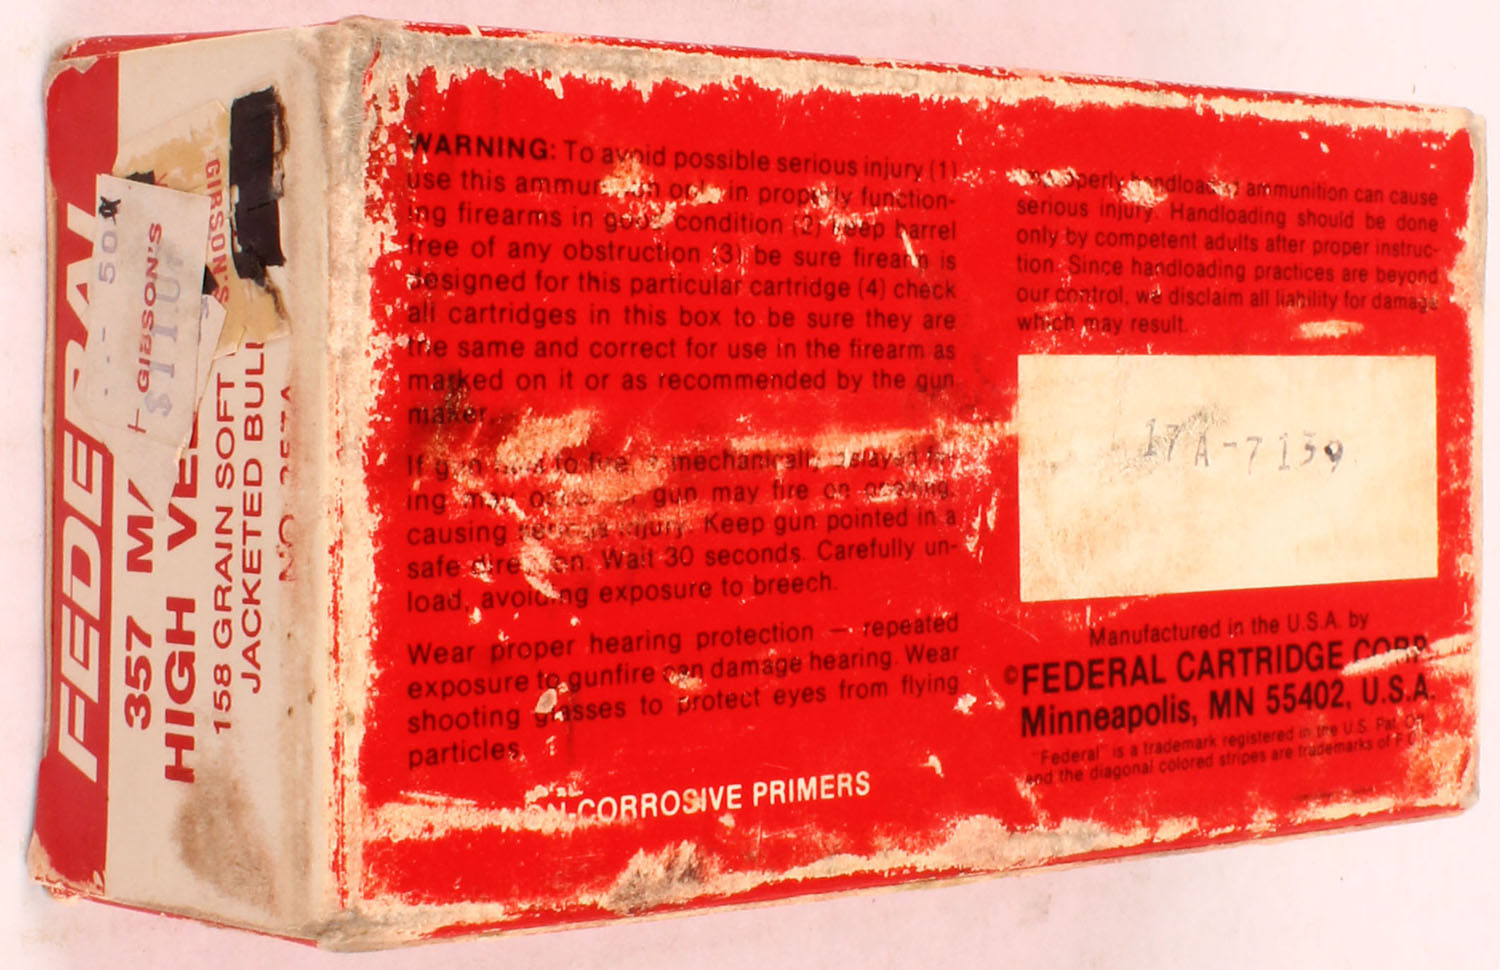 FEDERAL
357 MA
HIGH VE
158 GRAIN SOFT
JACKETED BULL
NO. 357A
50
GIBSON'S
GIBSON'S
WARNING: To avoid possible serious injury (1)
use this ammunition only in properly function-
ing firearms in good condition (2) keep barrel
free of any obstruction (3) be sure firearm is
designed for this particular cartridge (4) check
all cartridges in this box to be sure they are
the same and correct for use in the firearm as
marked on it or as recommended by the gun
maker.
If gun fails to fire, a mechanically delayed fir-
ing may occur or gun may fire on opening,
causing serious injury. Keep gun pointed in a
safe direction. Wait 30 seconds. Carefully un-
load, avoiding exposure to breech.
Wear proper hearing protection — repeated
exposure to gunfire can damage hearing. Wear
shooting glasses to protect eyes from flying
particles.
NON-CORROSIVE PRIMERS
Improperly handloaded ammunition can cause
serious injury. Handloading should be done
only by competent adults after proper instruc-
tion. Since handloading practices are beyond
our control, we disclaim all liability for damage
which may result.
17A-7139
Manufactured in the U.S.A. by
©FEDERAL CARTRIDGE CORP.
Minneapolis, MN 55402, U.S.A.
"Federal" is a trademark registered in the U.S. Pat. Off.
and the diagonal colored stripes are trademarks of F.C.